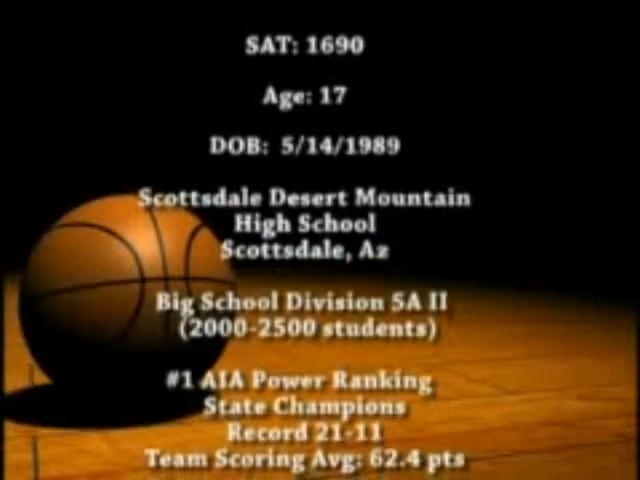 SAT: 1690
Age: 17
DOB: 5/14/1989
Scottsdale Desert Mountain
High School
Scottsdale, Az
Big School Division 5A II
(2000-2500 students)
#1 AIA Power Ranking
State Champions
Record 21-11
Team Scoring Avg: 62.4 pts